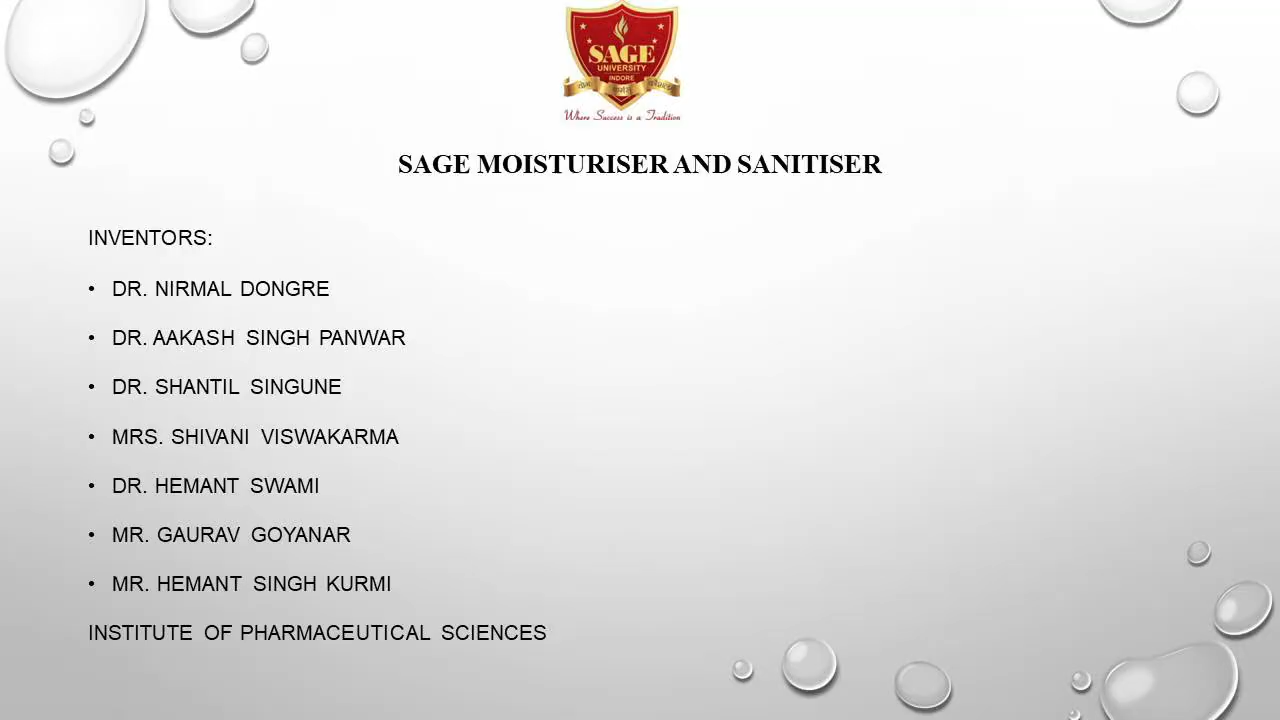 SAGE
UNIVERSITY
INDORE
Where Success is a Tradition
SAGE MOISTURISER AND SANITISER
INVENTORS:
• DR. NIRMAL DONGRE
• DR. AAKASH SINGH PANWAR
• DR. SHANTIL SINGUNE
• MRS. SHIVANI VISWAKARMA
• DR. HEMANT SWAMI
• MR. GAURAV GOYANAR
• MR. HEMANT SINGH KURMI
INSTITUTE OF PHARMACEUTICAL SCIENCES